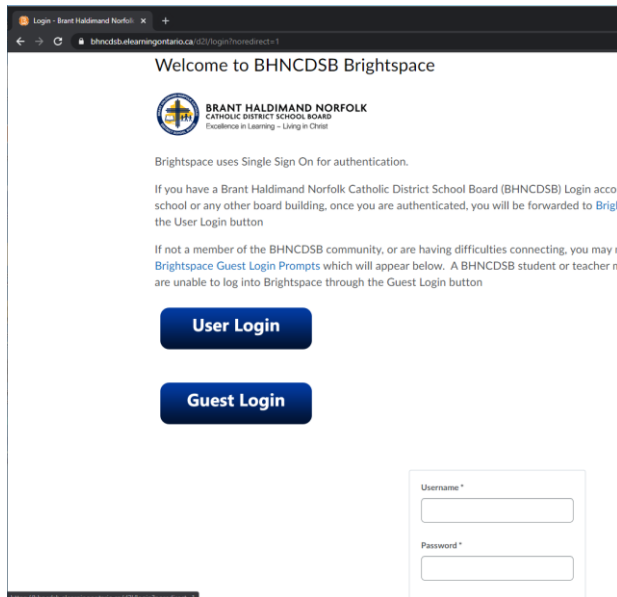 Login - Brant Haldimand Norfolk
bhncdsb.elearningontario.ca/d2l/login?noredirect=1
Welcome to BHNCDSB Brightspace
BRANT HALDIMAND NORFOLK
CATHOLIC DISTRICT SCHOOL BOARD
Excellence in Learning – Living in Christ
Brightspace uses Single Sign On for authentication.
If you have a Brant Haldimand Norfolk Catholic District School Board (BHNCDSB) Login acco
school or any other board building, once you are authenticated, you will be forwarded to Brig
the User Login button
If not a member of the BHNCDSB community, or are having difficulties connecting, you may
Brightspace Guest Login Prompts which will appear below. A BHNCDSB student or teacher
are unable to log into Brightspace through the Guest Login button
User Login
Guest Login
Username *
Password *